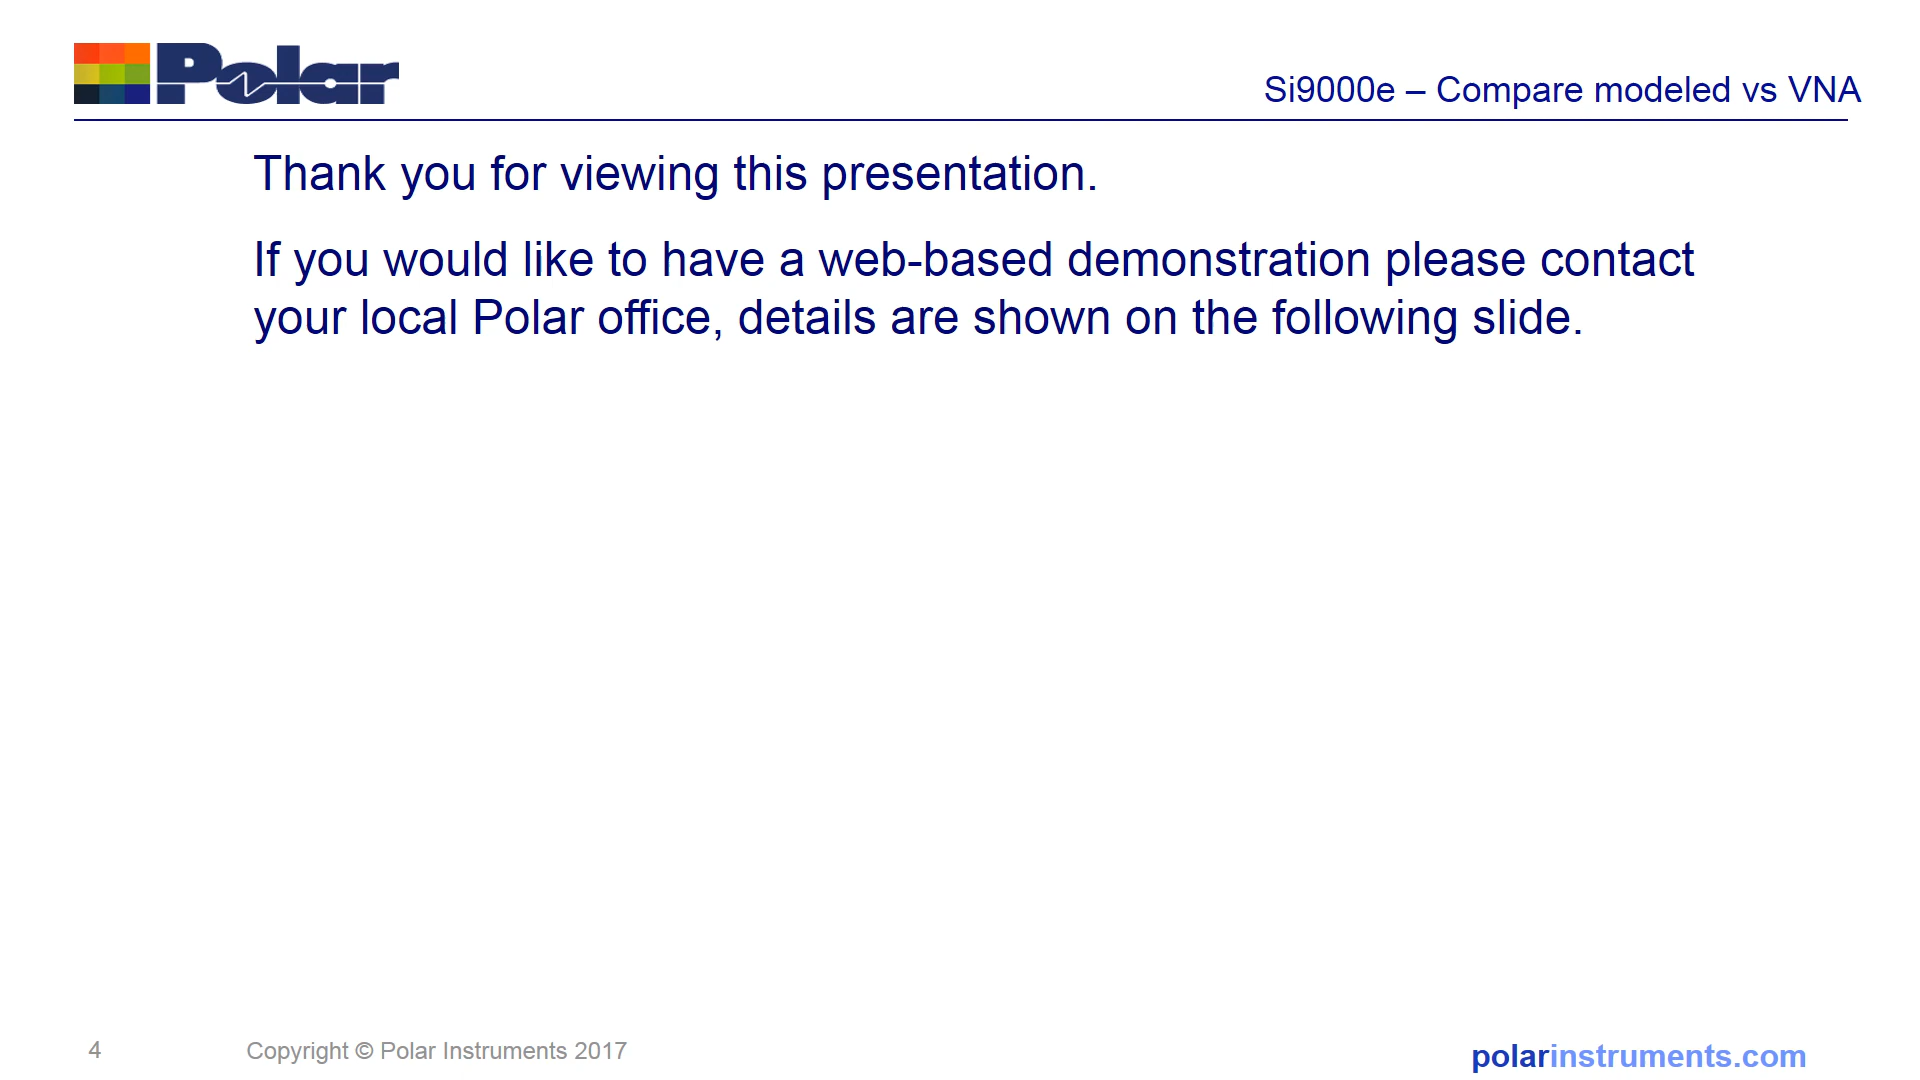 Polar
Si9000e – Compare modeled vs VNA
Thank you for viewing this presentation.
If you would like to have a web-based demonstration please contact
your local Polar office, details are shown on the following slide.
4
Copyright © Polar Instruments 2017
polarinstruments.com